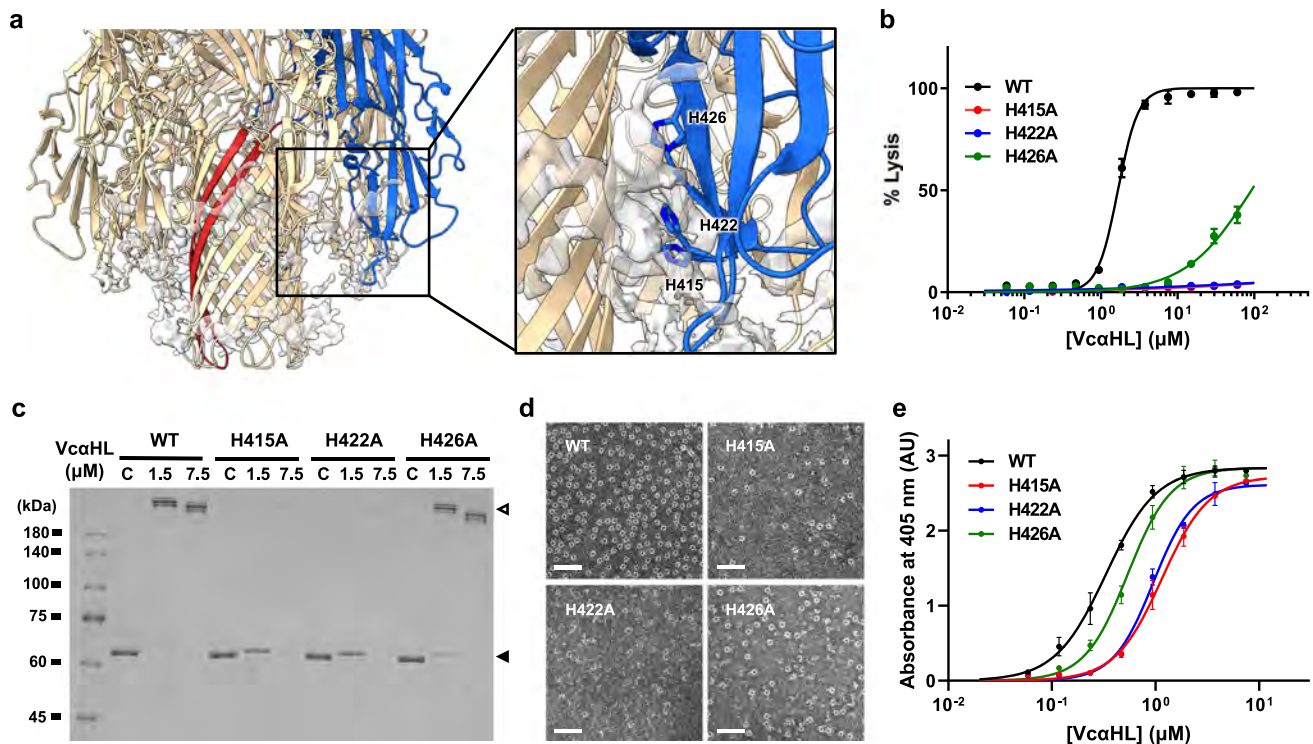 a
H426
H422
H415
b
WT
H415A
H422A
H426A
% Lysis
100
50
0
10⁻² 10⁻¹ 10⁰ 10¹ 10²
[VcαHL] (µM)
c
VcαHL
(µM)
WT H415A H422A H426A
C 1.5 7.5 C 1.5 7.5 C 1.5 7.5 C 1.5 7.5
(kDa)
180
140
100
75
60
45
d
WT H415A
H422A H426A
e
WT
H415A
H422A
H426A
Absorbance at 405 nm (AU)
3
2
1
0
10⁻² 10⁻¹ 10⁰ 10¹
[VcαHL] (µM)